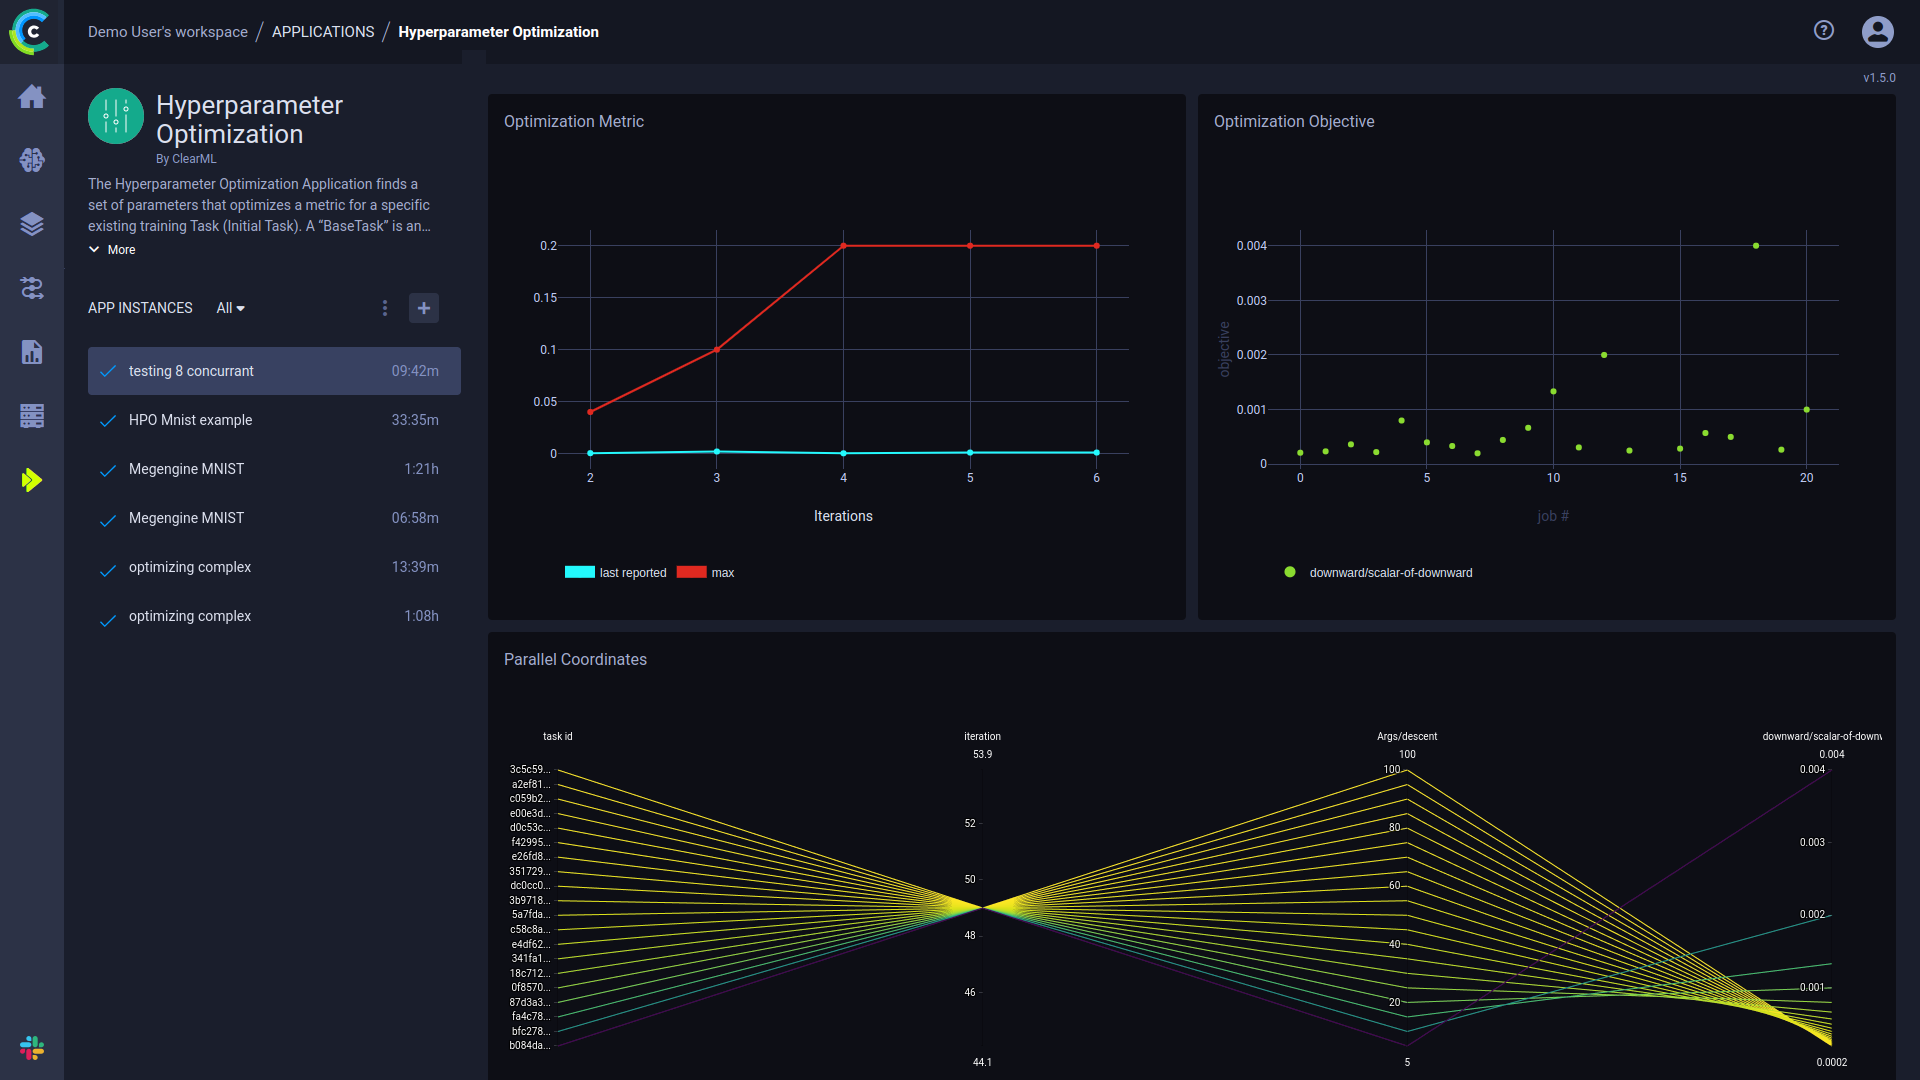 Demo User's workspace / APPLICATIONS / Hyperparameter Optimization
v1.5.0
Hyperparameter
Optimization
By ClearML
The Hyperparameter Optimization Application finds a
set of parameters that optimizes a metric for a specific
existing training Task (Initial Task). A “BaseTask” is an…
More
APP INSTANCES All
testing 8 concurrant 09:42m
HPO Mnist example 33:35m
Megengine MNIST 1:21h
Megengine MNIST 06:58m
optimizing complex 13:39m
optimizing complex 1:08h
Optimization Metric
0.2
0.15
0.1
0.05
0
2 3 4 5 6
Iterations
last reported max
Optimization Objective
0.004
0.003
0.002
0.001
0
objective
0 5 10 15 20
job #
downward/scalar-of-downward
Parallel Coordinates
task id
3c5c59...
a2ef81...
c059b2...
e00e3d...
d0c53c...
f42995...
e26fd8...
351729...
dc0cc0...
3b9718...
5a7fda...
c58c8a...
e4df62...
341fa1...
18c712...
0f8570...
87d3a3...
fa4c78...
bfc278...
b084da...
iteration
53.9
52
50
48
46
44.1
Args/descent
100
100
80
60
40
20
5
downward/scalar-of-downw
0.004
0.004
0.003
0.002
0.001
0.0002